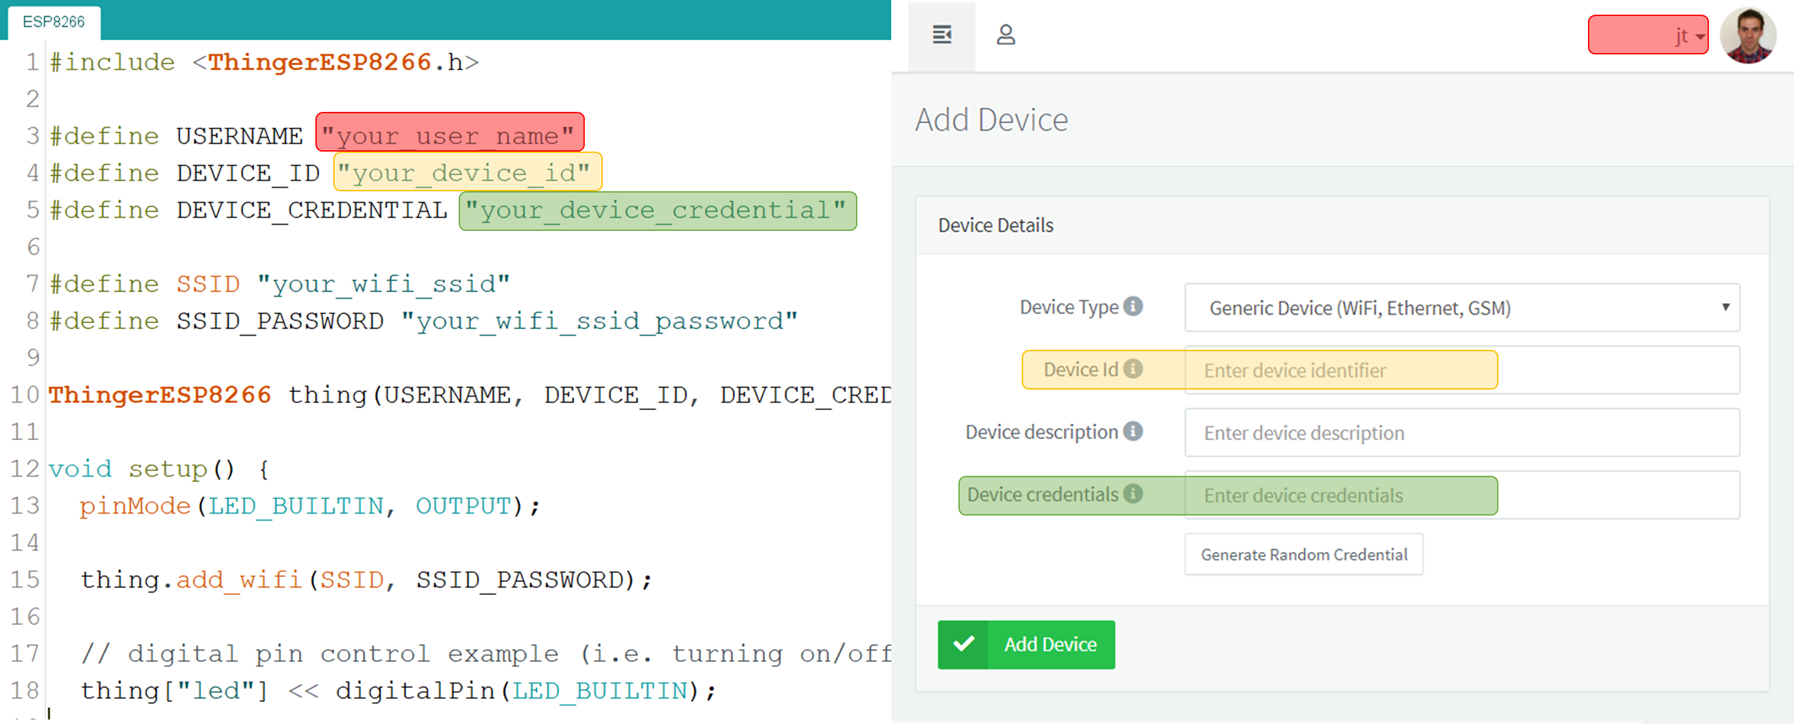 ESP8266
1 #include <ThingerESP8266.h>
2
3 #define USERNAME "your_user_name"
4 #define DEVICE_ID "your_device_id"
5 #define DEVICE_CREDENTIAL "your_device_credential"
6
7 #define SSID "your_wifi_ssid"
8 #define SSID_PASSWORD "your_wifi_ssid_password"
9
10 ThingerESP8266 thing(USERNAME, DEVICE_ID, DEVICE_CRED
11
12 void setup() {
13 pinMode(LED_BUILTIN, OUTPUT);
14
15 thing.add_wifi(SSID, SSID_PASSWORD);
16
17 // digital pin control example (i.e. turning on/off
18 thing["led"] << digitalPin(LED_BUILTIN);
jt
Add Device
Device Details
Device Type Generic Device (WiFi, Ethernet, GSM)
Device Id Enter device identifier
Device description Enter device description
Device credentials Enter device credentials
Generate Random Credential
Add Device